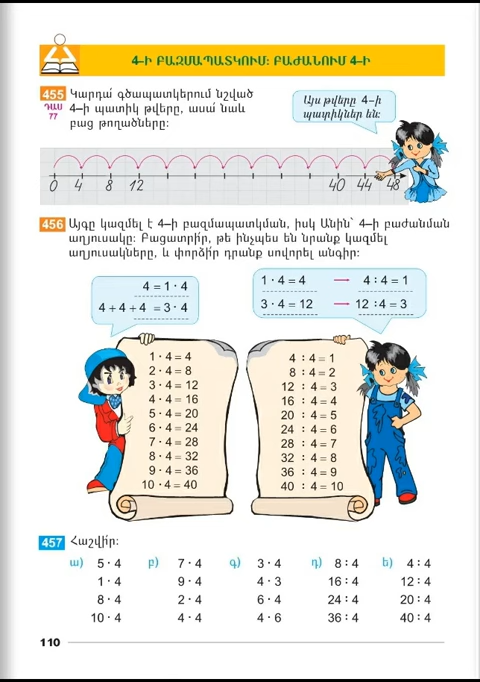 4–Ի ԲԱԶՄԱՊԱՏԿՈՒՄ: ԲԱԺԱՆՈՒՄ 4–Ի
455 Կարդա՛ գծապատկերում նշված
ԴԱՍ 77
4–ի պատիկ թվերը, ասա՛ նաև
բաց թողածները:
Այս թվերը 4–ի
պատիկներ են:
0 4 8 12 40 44 48
456 Այգը կազմել է 4–ի բազմապատկման, իսկ Անին՝ 4–ի բաժանման
աղյուսակը: Բացատրի՛ր, թե ինչպես են նրանք կազմել
աղյուսակները, և փորձի՛ր դրանք սովորել անգիր:
4 = 1 · 4
4 + 4 + 4 = 3 · 4
1 · 4 = 4 → 4 : 4 = 1
3 · 4 = 12 → 12 : 4 = 3
1 · 4 = 4
2 · 4 = 8
3 · 4 = 12
4 · 4 = 16
5 · 4 = 20
6 · 4 = 24
7 · 4 = 28
8 · 4 = 32
9 · 4 = 36
10 · 4 = 40
4 : 4 = 1
8 : 4 = 2
12 : 4 = 3
16 : 4 = 4
20 : 4 = 5
24 : 4 = 6
28 : 4 = 7
32 : 4 = 8
36 : 4 = 9
40 : 4 = 10
457 Հաշվի՛ր:
ա) 5 · 4 բ) 7 · 4 գ) 3 · 4 դ) 8 : 4 ե) 4 : 4
1 · 4 9 · 4 4 · 3 16 : 4 12 : 4
8 · 4 2 · 4 6 · 4 24 : 4 20 : 4
10 · 4 4 · 4 4 · 6 36 : 4 40 : 4
110